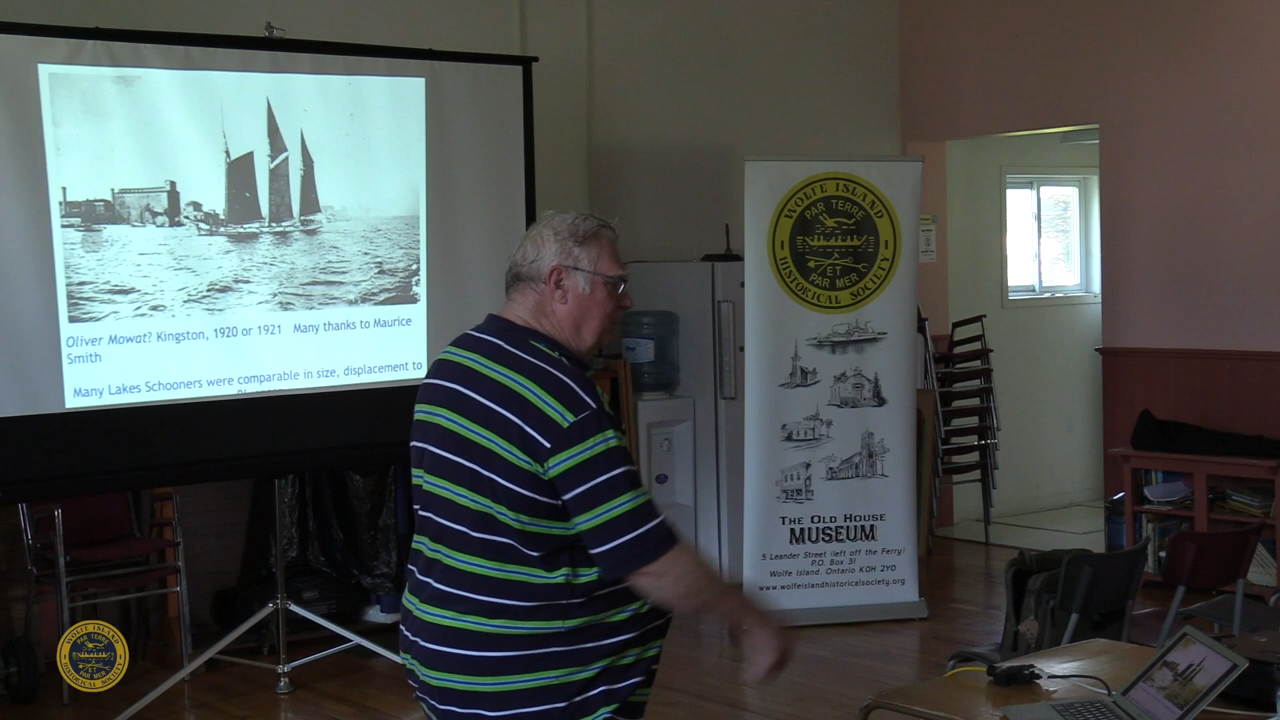 Oliver Mowat? Kingston, 1920 or 1921 Many thanks to Maurice
Smith
Many Lakes Schooners were comparable in size, displacement to
WOLFE ISLAND
PAR TERRE
ET
PAR MER
HISTORICAL SOCIETY
THE OLD HOUSE
MUSEUM
5 Leander Street (left off the Ferry)
P.O. Box 31
Wolfe Island, Ontario K0H 2Y0
www.wolfeislandhistoricalsociety.org
WOLFE ISLAND
PAR TERRE
ET
PAR MER
HISTORICAL SOCIETY